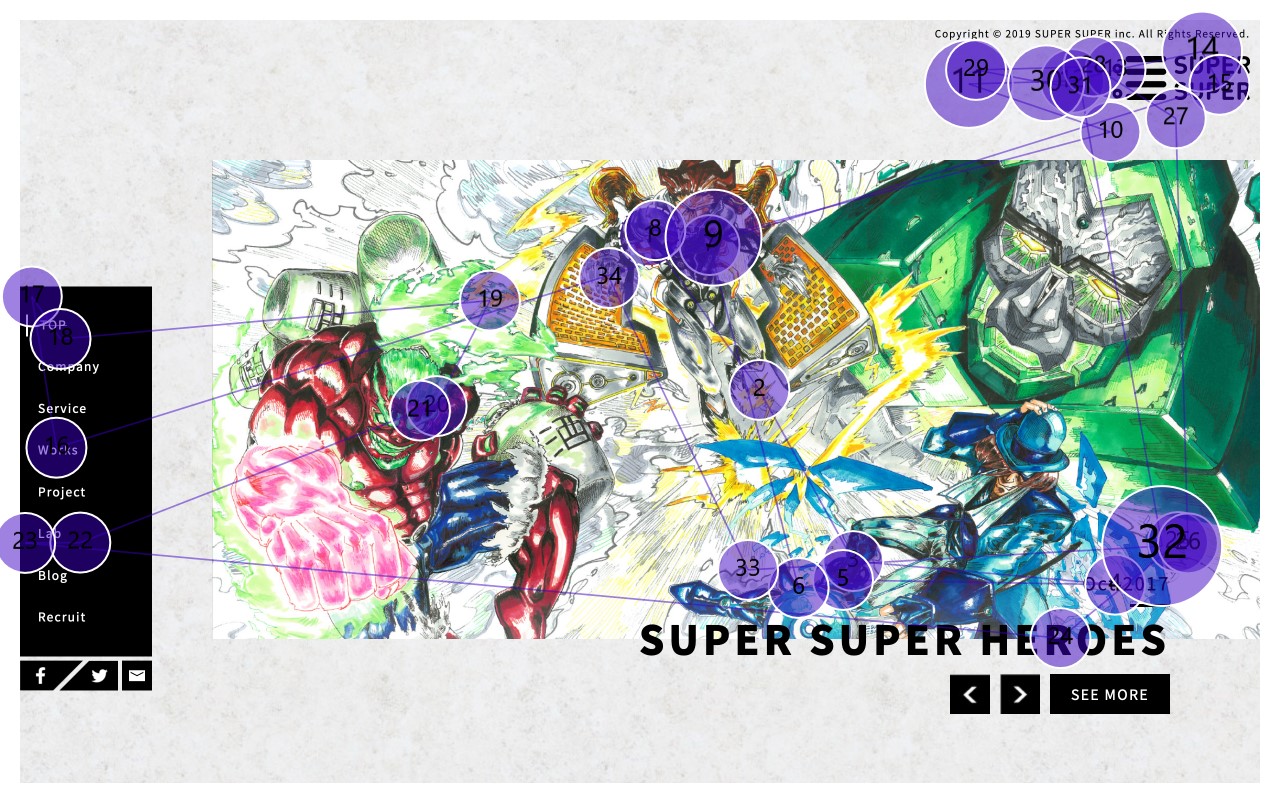 Copyright © 2019 SUPER SUPER inc. All Rights Reserved.
SUPER
SUPER
TOP
Company
Service
Works
Project
Lab
Blog
Recruit
Oct.2017
SUPER SUPER HEROES
SEE MORE
29
11
30
31
28
14
15
27
10
8
9
34
19
17
18
2
21
20
16
23
22
32
26
33
6
5
3